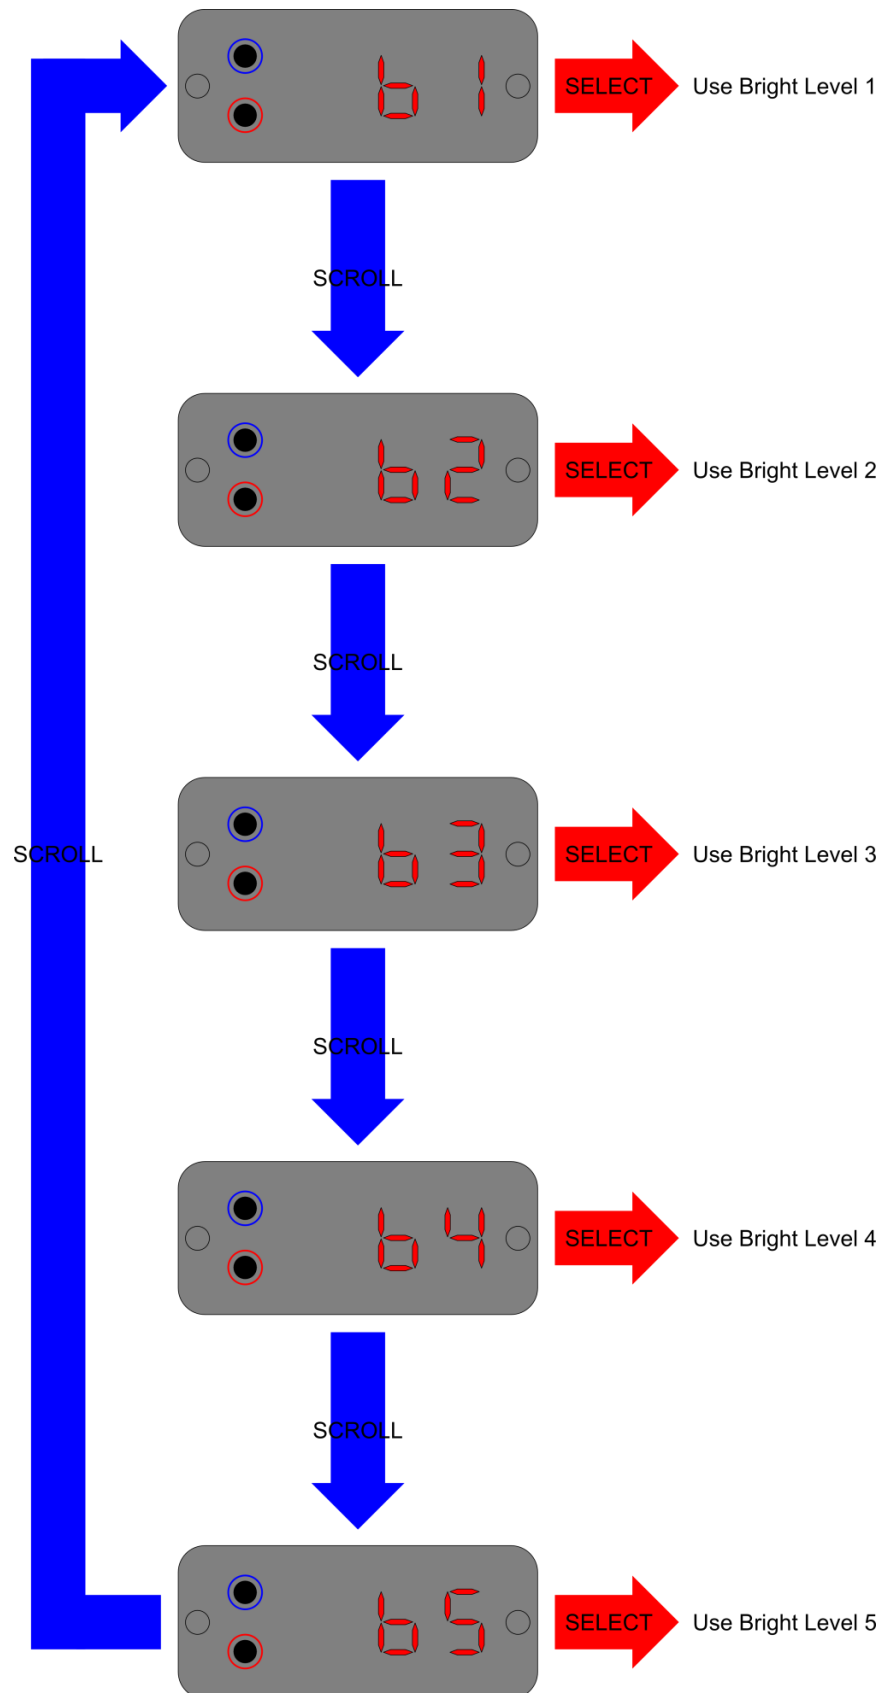 b1
SELECT
Use Bright Level 1
SCROLL
b2
SELECT
Use Bright Level 2
SCROLL
b3
SELECT
Use Bright Level 3
SCROLL
SCROLL
b4
SELECT
Use Bright Level 4
SCROLL
b5
SELECT
Use Bright Level 5